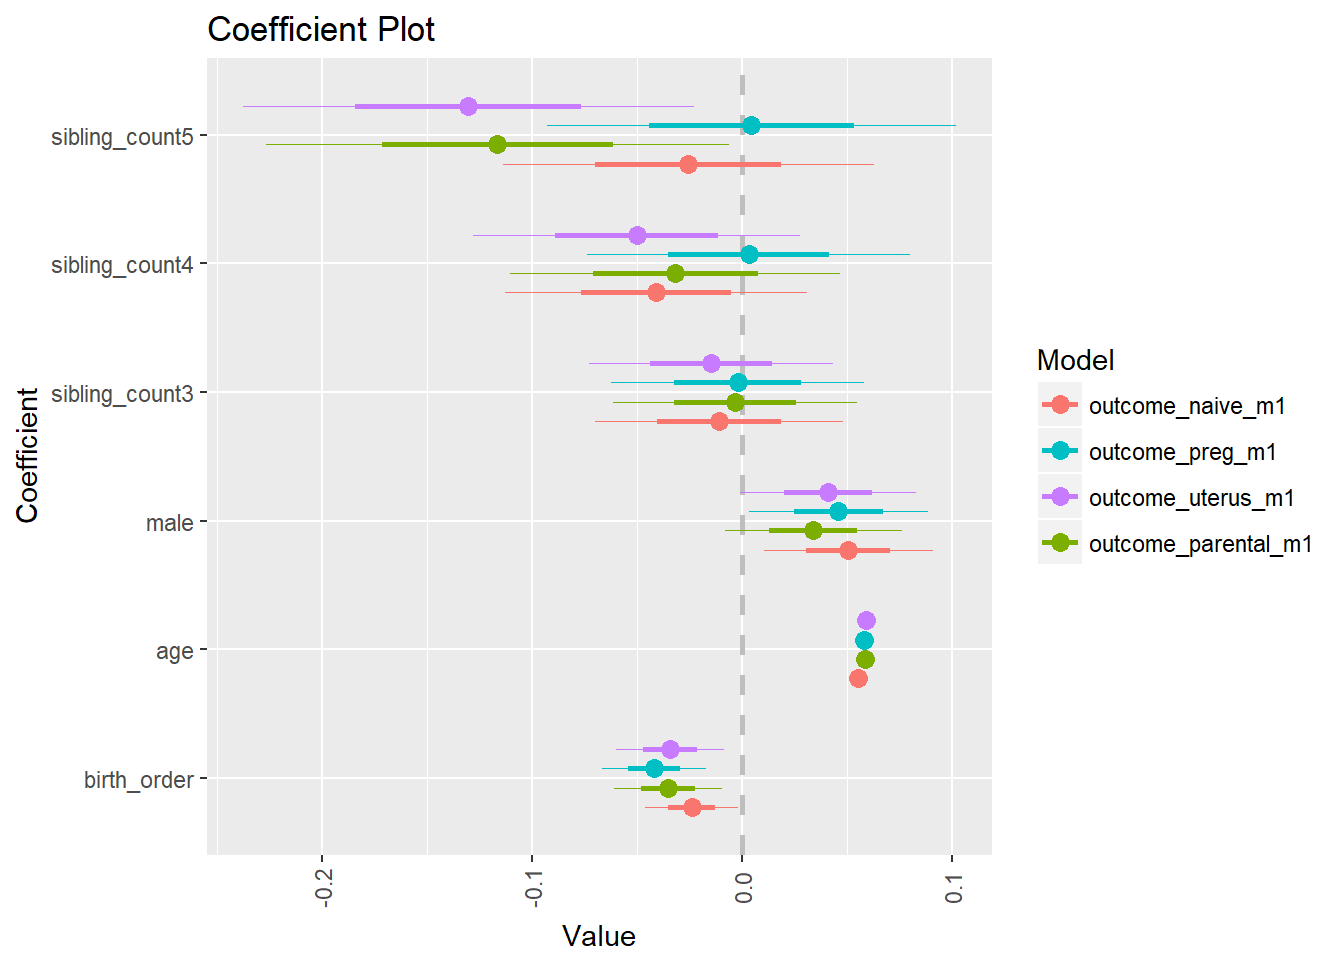 Coefficient Plot
sibling_count5
sibling_count4
sibling_count3
male
age
birth_order
Coefficient
-0.2
-0.1
0.0
0.1
Value
Model
outcome_naive_m1
outcome_preg_m1
outcome_uterus_m1
outcome_parental_m1